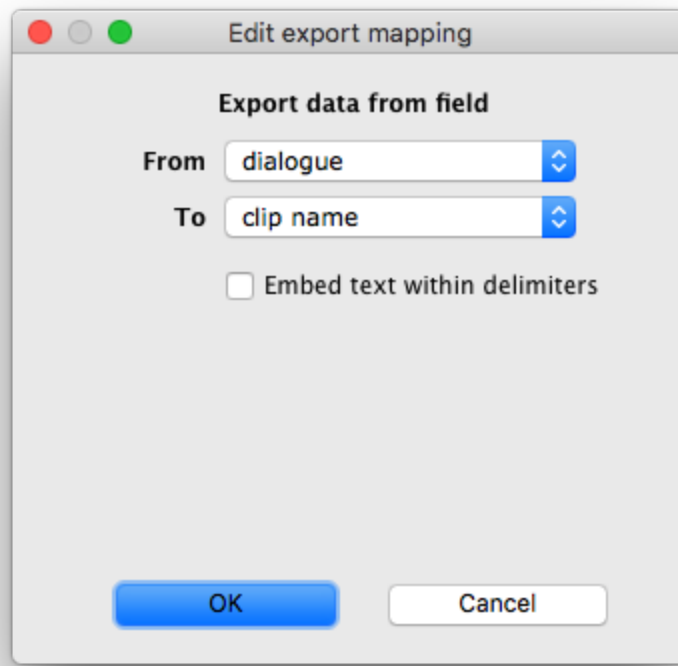 Edit export mapping
Export data from field
From dialogue
To clip name
Embed text within delimiters
OK Cancel